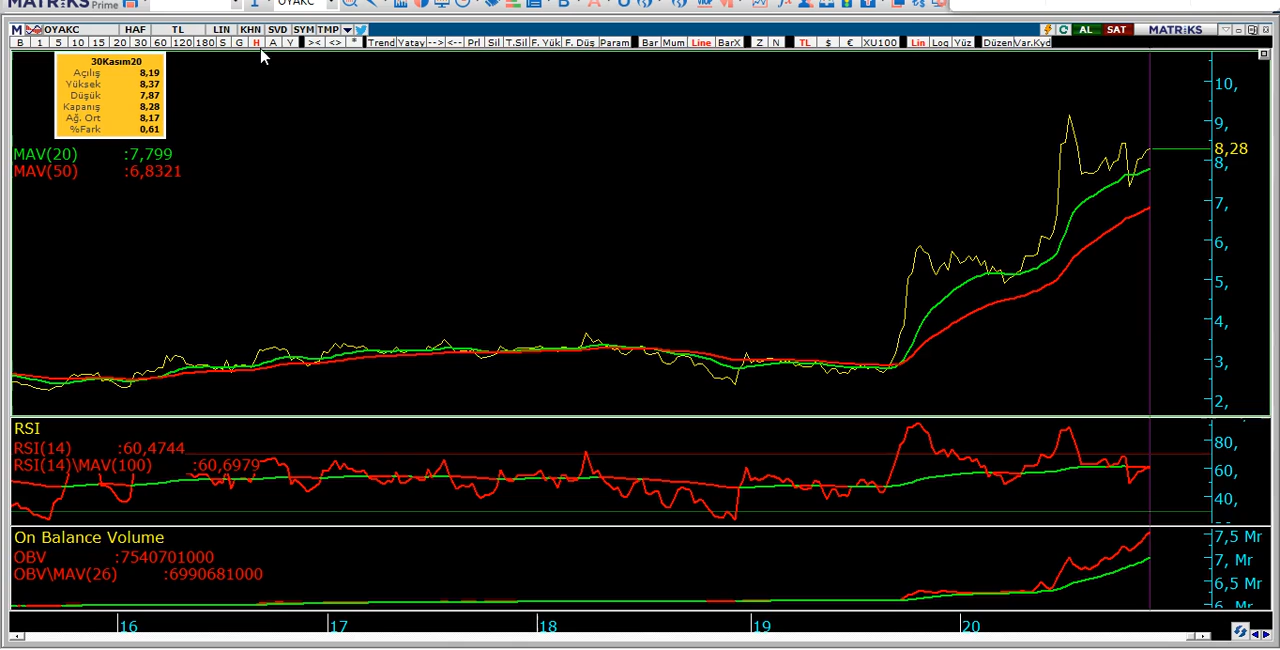 MATRiKS Prime
1 OYAKC
M OYAKC HAF TL LIN KHN SVD SYM TMP AL SAT MATRiKS
B 1 5 10 15 20 30 60 120 180 S G H A Y >< <> * Trend Yatay --> <-- Prl Sil T.Sil F. Yük F. Düş Param Bar Mum Line BarX Z N TL $ € XU100 Lin Log Yüz Düzen Var.Kyd
30Kasım20
Açılış 8,19
Yüksek 8,37
Düşük 7,87
Kapanış 8,28
Ağ. Ort 8,17
%Fark 0,61
MAV(20) :7,799
MAV(50) :6,8321
10,
9,
8,28
8,
7,
6,
5,
4,
3,
2,
RSI
RSI(14) :60,4744
RSI(14)\MAV(100) :60,6979
80,
60,
40,
On Balance Volume
OBV :7540701000
OBV\MAV(26) :6990681000
7,5 Mr
7, Mr
6,5 Mr
6, Mr
16 17 18 19 20